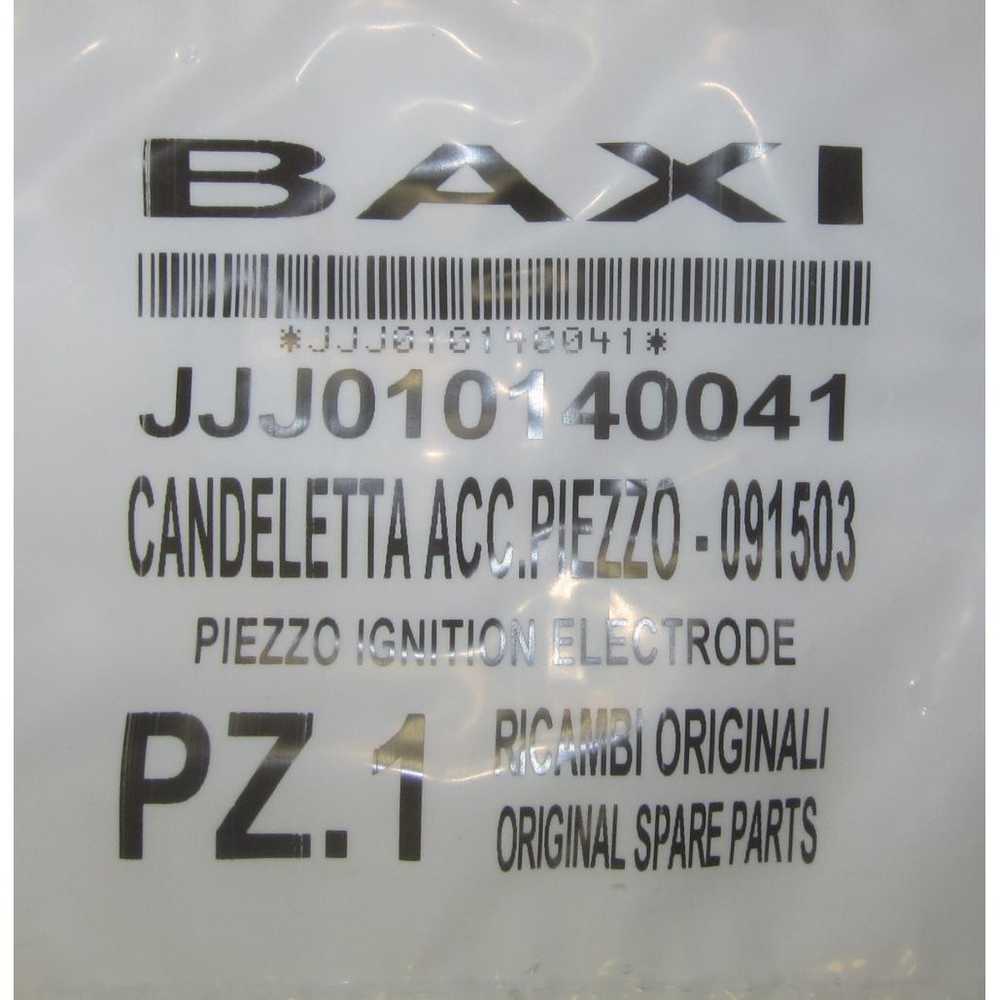 BAXI
*JJJ010140041*
JJJ010140041
CANDELETTA ACC.PIEZZO - 091503
PIEZZO IGNITION ELECTRODE
PZ.1
RICAMBI ORIGINALI
ORIGINAL SPARE PARTS